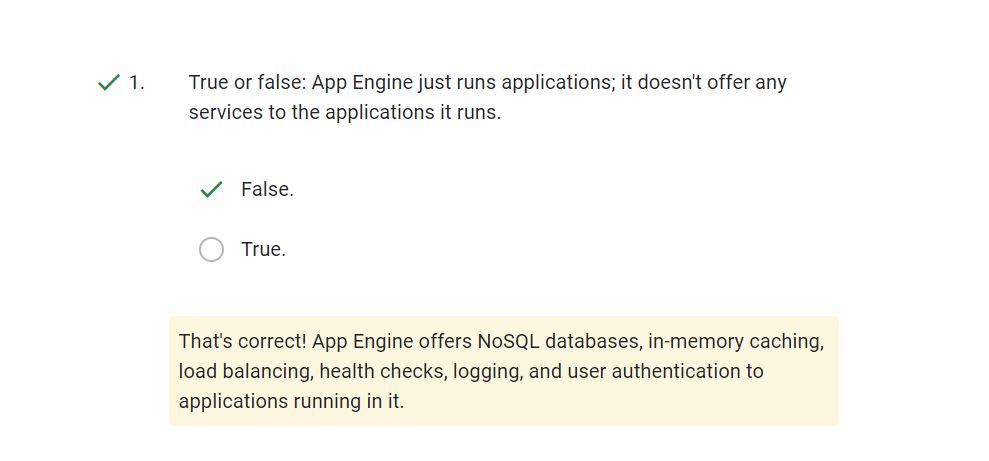 1. True or false: App Engine just runs applications; it doesn't offer any
services to the applications it runs.
False.
True.
That's correct! App Engine offers NoSQL databases, in-memory caching,
load balancing, health checks, logging, and user authentication to
applications running in it.